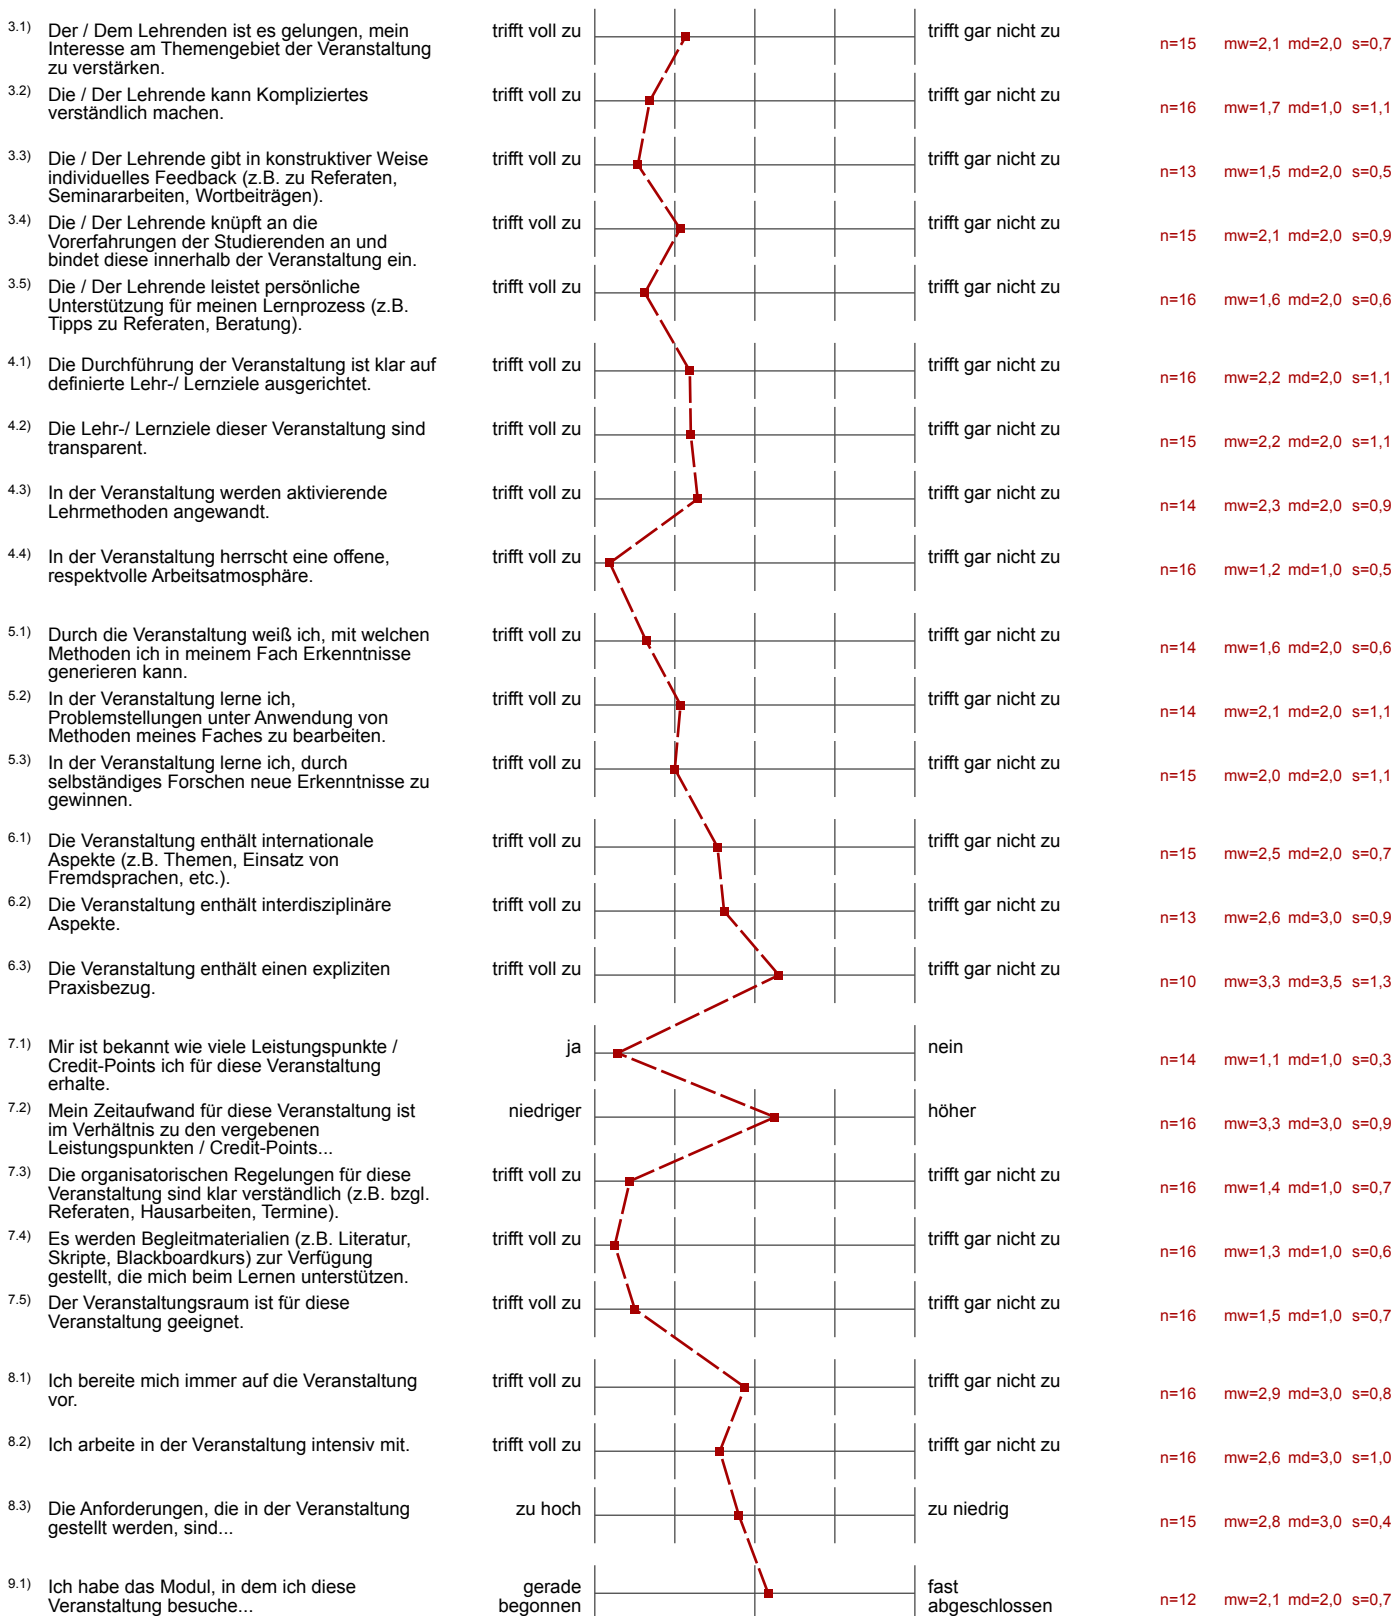 3.1) Der / Dem Lehrenden ist es gelungen, mein trifft voll zu trifft gar nicht zu
Interesse am Themengebiet der Veranstaltung n=15 mw=2,1 md=2,0 s=0,7
zu verstärken.
3.2) Die / Der Lehrende kann Kompliziertes trifft voll zu trifft gar nicht zu
verständlich machen. n=16 mw=1,7 md=1,0 s=1,1
3.3) Die / Der Lehrende gibt in konstruktiver Weise trifft voll zu trifft gar nicht zu
individuelles Feedback (z.B. zu Referaten, n=13 mw=1,5 md=2,0 s=0,5
Seminararbeiten, Wortbeiträgen).
3.4) Die / Der Lehrende knüpft an die trifft voll zu trifft gar nicht zu
Vorerfahrungen der Studierenden an und n=15 mw=2,1 md=2,0 s=0,9
bindet diese innerhalb der Veranstaltung ein.
3.5) Die / Der Lehrende leistet persönliche trifft voll zu trifft gar nicht zu
Unterstützung für meinen Lernprozess (z.B. n=16 mw=1,6 md=2,0 s=0,6
Tipps zu Referaten, Beratung).
4.1) Die Durchführung der Veranstaltung ist klar auf trifft voll zu trifft gar nicht zu
definierte Lehr-/ Lernziele ausgerichtet. n=16 mw=2,2 md=2,0 s=1,1
4.2) Die Lehr-/ Lernziele dieser Veranstaltung sind trifft voll zu trifft gar nicht zu
transparent. n=15 mw=2,2 md=2,0 s=1,1
4.3) In der Veranstaltung werden aktivierende trifft voll zu trifft gar nicht zu
Lehrmethoden angewandt. n=14 mw=2,3 md=2,0 s=0,9
4.4) In der Veranstaltung herrscht eine offene, trifft voll zu trifft gar nicht zu
respektvolle Arbeitsatmosphäre. n=16 mw=1,2 md=1,0 s=0,5
5.1) Durch die Veranstaltung weiß ich, mit welchen trifft voll zu trifft gar nicht zu
Methoden ich in meinem Fach Erkenntnisse n=14 mw=1,6 md=2,0 s=0,6
generieren kann.
5.2) In der Veranstaltung lerne ich, trifft voll zu trifft gar nicht zu
Problemstellungen unter Anwendung von n=14 mw=2,1 md=2,0 s=1,1
Methoden meines Faches zu bearbeiten.
5.3) In der Veranstaltung lerne ich, durch trifft voll zu trifft gar nicht zu
selbständiges Forschen neue Erkenntnisse zu n=15 mw=2,0 md=2,0 s=1,1
gewinnen.
6.1) Die Veranstaltung enthält internationale trifft voll zu trifft gar nicht zu
Aspekte (z.B. Themen, Einsatz von n=15 mw=2,5 md=2,0 s=0,7
Fremdsprachen, etc.).
6.2) Die Veranstaltung enthält interdisziplinäre trifft voll zu trifft gar nicht zu
Aspekte. n=13 mw=2,6 md=3,0 s=0,9
6.3) Die Veranstaltung enthält einen expliziten trifft voll zu trifft gar nicht zu
Praxisbezug. n=10 mw=3,3 md=3,5 s=1,3
7.1) Mir ist bekannt wie viele Leistungspunkte / ja nein
Credit-Points ich für diese Veranstaltung n=14 mw=1,1 md=1,0 s=0,3
erhalte.
7.2) Mein Zeitaufwand für diese Veranstaltung ist niedriger höher
im Verhältnis zu den vergebenen n=16 mw=3,3 md=3,0 s=0,9
Leistungspunkten / Credit-Points...
7.3) Die organisatorischen Regelungen für diese trifft voll zu trifft gar nicht zu
Veranstaltung sind klar verständlich (z.B. bzgl. n=16 mw=1,4 md=1,0 s=0,7
Referaten, Hausarbeiten, Termine).
7.4) Es werden Begleitmaterialien (z.B. Literatur, trifft voll zu trifft gar nicht zu
Skripte, Blackboardkurs) zur Verfügung n=16 mw=1,3 md=1,0 s=0,6
gestellt, die mich beim Lernen unterstützen.
7.5) Der Veranstaltungsraum ist für diese trifft voll zu trifft gar nicht zu
Veranstaltung geeignet. n=16 mw=1,5 md=1,0 s=0,7
8.1) Ich bereite mich immer auf die Veranstaltung trifft voll zu trifft gar nicht zu
vor. n=16 mw=2,9 md=3,0 s=0,8
8.2) Ich arbeite in der Veranstaltung intensiv mit. trifft voll zu trifft gar nicht zu
n=16 mw=2,6 md=3,0 s=1,0
8.3) Die Anforderungen, die in der Veranstaltung zu hoch zu niedrig
gestellt werden, sind... n=15 mw=2,8 md=3,0 s=0,4
9.1) Ich habe das Modul, in dem ich diese gerade fast
Veranstaltung besuche... begonnen abgeschlossen n=12 mw=2,1 md=2,0 s=0,7